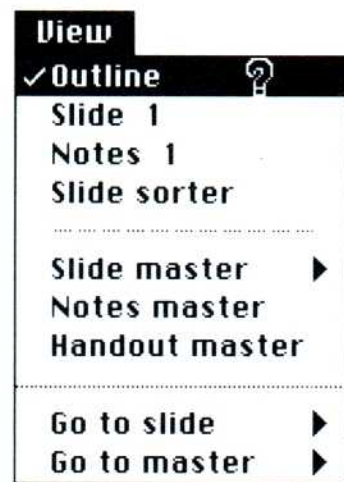 View
✓Outline
Slide 1
Notes 1
Slide sorter
Slide master ▶
Notes master
Handout master
Go to slide ▶
Go to master ▶